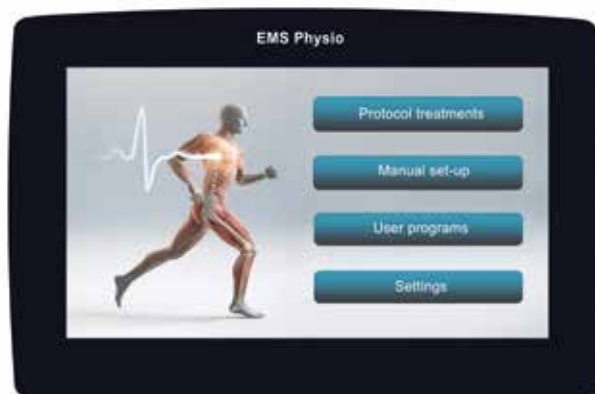 EMS Physio
Protocol treatments
Manual set-up
User programs
Settings